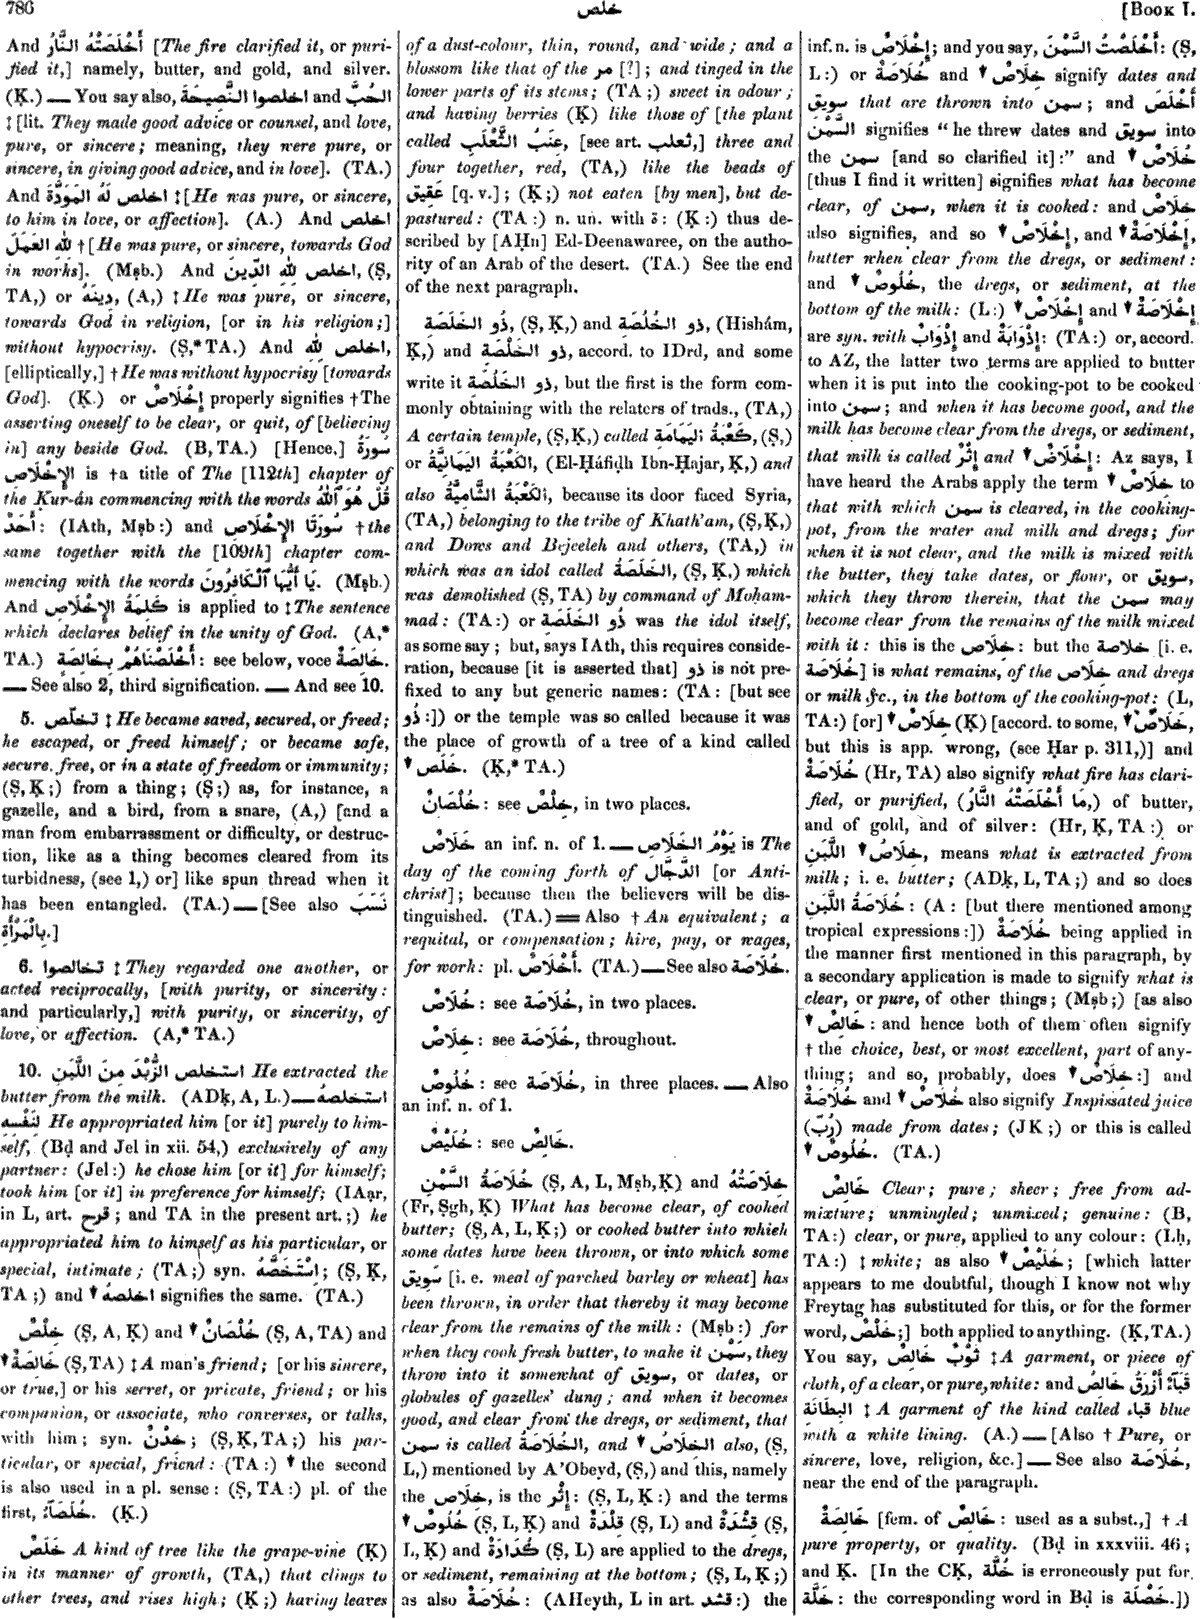 786
خلص
[BOOK I.
And أَخْلَصَتْهُ النَّارُ [The fire clarified it, or puri-
fied it,] namely, butter, and gold, and silver.
(Ḳ.) — You say also, اخلصوا النَّصِيحَةَ and الحُبَّ
‡ [lit. They made good advice or counsel, and love,
pure, or sincere; meaning, they were pure, or
sincere, in giving good advice, and in love]. (TA.)
And اخلص لَهُ المَوَدَّةَ ‡ [He was pure, or sincere,
to him in love, or affection]. (A.) And اخلص
لِلّٰهِ العَمَلَ † [He was pure, or sincere, towards God
in works]. (Mṣb.) And اخلص لِلّٰهِ الدِّينَ, (Ṣ,
TA,) or دِينَهُ, (A,) ‡ He was pure, or sincere,
towards God in religion, [or in his religion;]
without hypocrisy. (Ṣ,* TA.) And اخلص لِلّٰهِ,
[elliptically,] † He was without hypocrisy [towards
God]. (Ḳ.) or إِخْلَاصٌ properly signifies † The
asserting oneself to be clear, or quit, of [believing
in] any beside God. (B, TA.) [Hence,] سُورَةُ
الإِخْلَاصِ is † a title of The [112th] chapter of
the Ḳur-án commencing with the words قُلْ هُوَ ٱللّٰهُ
أَحَدٌ: (IAth, Mṣb:) and سُورَتَا الإِخْلَاصِ † the
same together with the [109th] chapter com-
mencing with the words يَا أَيُّهَا ٱلْكَافِرُونَ. (Mṣb.)
And كَلِمَةُ الإِخْلَاصِ is applied to ‡ The sentence
which declares belief in the unity of God. (A,*
TA.) أَخْلَصْنَاهُمْ بِخَالِصَةٍ: see below, voce خَالِصَةٌ.
— See also 2, third signification. — And see 10.
5. تخلّص ‡ He became saved, secured, or freed;
he escaped, or freed himself; or became safe,
secure, free, or in a state of freedom or immunity;
(Ṣ, Ḳ;) from a thing; (Ṣ;) as, for instance, a
gazelle, and a bird, from a snare, (A,) [and a
man from embarrassment or difficulty, or destruc-
tion, like as a thing becomes cleared from its
turbidness, (see 1,) or] like spun thread when it
has been entangled. (TA.) — [See also نَسَبَ
بِالْمَرْأَةِ.]
6. تخالصوا ‡ They regarded one another, or
acted reciprocally, [with purity, or sincerity:
and particularly,] with purity, or sincerity, of
love, or affection. (A,* TA.)
10. استخلص الزُّبْدَ مِنَ اللَّبَنِ He extracted the
butter from the milk. (ADḳ, A, L.) — استخلصهُ
لِنَفْسِهِ He appropriated him [or it] purely to him-
self, (Bḍ and Jel in xii. 54,) exclusively of any
partner: (Jel:) he chose him [or it] for himself;
took him [or it] in preference for himself; (IAạr,
in L, art. قرح; and TA in the present art.;) he
appropriated him to himself as his particular, or
special, intimate; (TA;) syn. اِسْتَخَصَّهُ; (Ṣ, Ḳ,
TA;) and ▼ اخلصهُ signifies the same. (TA.)
خِلْصٌ (Ṣ, A, Ḳ) and ▼ خُلْصَانٌ (Ṣ, A, TA) and
▼ خَالِصَةٌ (Ṣ, TA) ‡ A man's friend; [or his sincere,
or true,] or his secret, or private, friend; or his
companion, or associate, who converses, or talks,
with him; syn. خِدْنٌ; (Ṣ, Ḳ, TA;) his par-
ticular, or special, friend: (TA:) ▼ the second
is also used in a pl. sense: (Ṣ, TA:) pl. of the
first, خُلَصَآءُ. (Ḳ.)
خَلَصٌ A kind of tree like the grape-vine (Ḳ)
in its manner of growth, (TA,) that clings to
other trees, and rises high; (Ḳ;) having leaves
of a dust-colour, thin, round, and wide; and a
blossom like that of the مر [?]; and tinged in the
lower parts of its stems; (TA;) sweet in odour;
and having berries (Ḳ) like those of [the plant
called عِنَبُ الثَّعْلَبِ, [see art. ثعلب,] three and
four together, red, (TA,) like the beads of
عَقِيق [q. v.]; (Ḳ;) not eaten [by men], but de-
pastured: (TA:) n. un. with ة: (Ḳ:) thus de-
scribed by [AḤn] Ed-Deenawaree, on the autho-
rity of an Arab of the desert. (TA.) See the end
of the next paragraph.
ذُو الخَلَصَةِ, (Ṣ, Ḳ,) and ذو الخُلُصَةِ, (Hishám,
Ḳ,) and ذو الخَلْصَةِ, accord. to IDrd, and some
write it ذو الخَلُصَةِ, but the first is the form com-
monly obtaining with the relaters of trads., (TA,)
A certain temple, (Ṣ, Ḳ,) called كَعْبَةُ اليَمَامَةِ, (Ṣ,)
or الكَعْبَةُ اليَمَانِيَّةُ, (El-Ḥáfiḍh Ibn-Ḥajar, Ḳ,) and
also الكَعْبَةُ الشَّامِيَّةُ, because its door faced Syria,
(TA,) belonging to the tribe of Khath'am, (Ṣ, Ḳ,)
and Dows and Bejeeleh and others, (TA,) in
which was an idol called الخَلَصَةُ, (Ṣ, Ḳ,) which
was demolished (Ṣ, TA) by command of Moḥam-
mad: (TA:) or ذُو الخَلَصَةِ was the idol itself,
as some say; but, says IAth, this requires conside-
ration, because [it is asserted that] ذو is not pre-
fixed to any but generic names: (TA: [but see
ذُو:]) or the temple was so called because it was
the place of growth of a tree of a kind called
▼ خَلَص. (Ḳ,* TA.)
خُلْصَانٌ: see خِلْصٌ, in two places.
خَلَاصٌ an inf. n. of 1. — يَوْمُ الخَلَاصِ is The
day of the coming forth of الدَّجَّال [or Anti-
christ]; because then the believers will be dis-
tinguished. (TA.) = Also † An equivalent; a
requital, or compensation; hire, pay, or wages,
for work: pl. أَخْلَاصٌ. (TA.) — See also خُلَاصَةٌ.
خُلَاصٌ: see خُلَاصَةٌ, in two places.
خِلَاصٌ: see خُلَاصَةٌ, throughout.
خُلُوصٌ: see خُلَاصَةٌ, in three places. — Also
an inf. n. of 1.
خُلَيْصٌ: see خَالِصٌ.
خُلَاصَةُ السَّمْنِ (Ṣ, A, L, Mṣb, Ḳ) and خِلَاصَتُهُ
(Fr, Ṣgh, Ḳ) What has become clear, of cooked
butter; (Ṣ, A, L, Ḳ;) or cooked butter into which
some dates have been thrown, or into which some
سَوِيق [i. e. meal of parched barley or wheat] has
been thrown, in order that thereby it may become
clear from the remains of the milk: (Mṣb:) for
when they cook fresh butter, to make it سَمْن, they
throw into it somewhat of سويق, or dates, or
globules of gazelles' dung; and when it becomes
good, and clear from the dregs, or sediment, that
سمن is called الخُلَاصَةُ, and ▼ الخِلَاصُ also, (Ṣ,
L,) mentioned by A'Obeyd, (Ṣ,) and this, namely
the خِلَاص, is the إِثْر: (Ṣ, L, Ḳ:) and the terms
▼ خُلُوصٌ (Ṣ, L, Ḳ) and قِلْدَةٌ (Ṣ, L) and قِشْدَةٌ (Ṣ,
L, Ḳ) and كُدَادَةٌ (Ṣ, L) are applied to the dregs,
or sediment, remaining at the bottom; (Ṣ, L, Ḳ;)
as also خُلَاصَةٌ: (AHeyth, L in art. قشد:) the
inf. n. is إِخْلَاصٌ; and you say, أَخْلَصْتُ السَّمْنَ: (Ṣ,
L:) or خُلَاصَةٌ and ▼ خِلَاصٌ signify dates and
سويق that are thrown into سمن; and أَخْلَصَ
السَّمْنَ signifies "he threw dates and سويق into
the سمن [and so clarified it]:" and ▼ خِلَاصٌ
[thus I find it written] signifies what has become
clear, of سمن, when it is cooked: and خِلَاصٌ
also signifies, and so ▼ إِخْلَاصٌ, and ▼ إِخْلَاصَةٌ,
butter when clear from the dregs, or sediment:
and ▼ خُلُوصٌ, the dregs, or sediment, at the
bottom of the milk: (L:) ▼ إِخْلَاصٌ and ▼ إِخْلَاصَةٌ
are syn. with إِذْوَابٌ and إِذْوَابَةٌ: (TA:) or, accord.
to AZ, the latter two terms are applied to butter
when it is put into the cooking-pot to be cooked
into سمن; and when it has become good, and the
milk has become clear from the dregs, or sediment,
that milk is called إِثْرٌ and ▼ إِخْلَاصٌ: Az says, I
have heard the Arabs apply the term ▼ خِلَاصٌ to
that with which سمن is cleared, in the cooking-
pot, from the water and milk and dregs; for
when it is not clear, and the milk is mixed with
the butter, they take dates, or flour, or سويق,
which they throw therein, that the سمن may
become clear from the remains of the milk mixed
with it: this is the خِلَاص: but the خلاصة [i. e.
خُلَاصَةٌ] is what remains, of the خلاص and dregs
or milk &c., in the bottom of the cooking-pot: (L,
TA:) [or] ▼ خِلَاصٌ (Ḳ) [accord. to some, ▼ خَلَاصٌ,
but this is app. wrong, (see Ḥar p. 311,)] and
خُلَاصَةٌ (Hr, TA) also signify what fire has clari-
fied, or purified, (مَا أَخْلَصَتْهُ النَّارُ,) of butter,
and of gold, and of silver: (Hr, Ḳ, TA:) or
▼ خِلَاصُ اللَّبَنِ, means what is extracted from
milk; i. e. butter; (ADḳ, L, TA;) and so does
خُلَاصَةُ اللَّبَنِ: (A: [but there mentioned among
tropical expressions:]) خُلَاصَةٌ being applied in
the manner first mentioned in this paragraph, by
a secondary application is made to signify what is
clear, or pure, of other things; (Mṣb;) [as also
▼ خَالِصٌ: and hence both of them often signify
† the choice, best, or most excellent, part of any-
thing; and so, probably, does ▼ خِلَاصٌ:] and
خُلَاصَةٌ and ▼ خُلَاصٌ also signify Inspissated juice
(رُبّ) made from dates; (JK;) or this is called
▼ خُلُوصٌ. (TA.)
خَالِصٌ Clear; pure; sheer; free from ad-
mixture; unmingled; unmixed; genuine: (B,
TA:) clear, or pure, applied to any colour: (Lḥ,
TA:) ‡ white; as also ▼ خُلَيْصٌ; [which latter
appears to me doubtful, though I know not why
Freytag has substituted for this, or for the former
word, خَلْصٌ;] both applied to anything. (Ḳ, TA.)
You say, ثَوْبٌ خَالِصٌ ‡ A garment, or piece of
cloth, of a clear, or pure, white: and قَبَآءٌ أَزْرَقُ خَالِصُ
البِطَانَةِ ‡ A garment of the kind called قباء blue
with a white lining. (A.) — [Also † Pure, or
sincere, love, religion, &c.] — See also خُلَاصَةٌ,
near the end of the paragraph.
خَالِصَةٌ [fem. of خَالِصٌ: used as a subst.,] † A
pure property, or quality. (Bḍ in xxxviii. 46;
and Ḳ. [In the CḲ, خُلَّة is erroneously put for
خَلَّة: the corresponding word in Bḍ is خَصْلَة.])